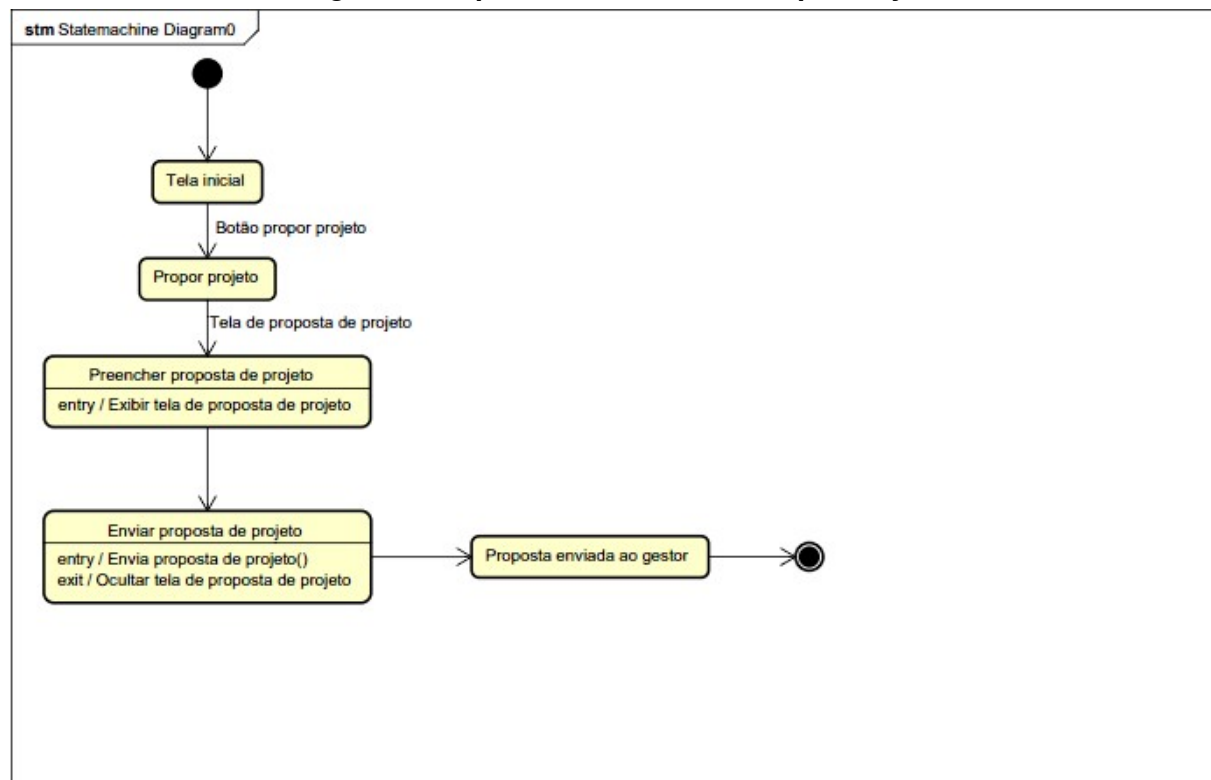 stm Statemachine Diagram0
Tela inicial
Botão propor projeto
Propor projeto
Tela de proposta de projeto
Preencher proposta de projeto
entry / Exibir tela de proposta de projeto
Enviar proposta de projeto
entry / Envia proposta de projeto()
exit / Ocultar tela de proposta de projeto
Proposta enviada ao gestor